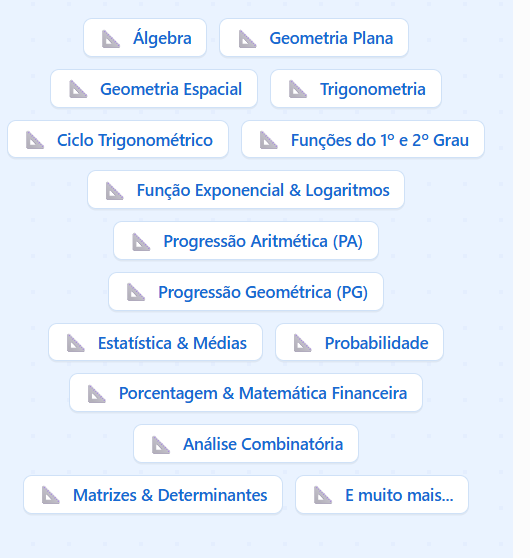 Álgebra
Geometria Plana
Geometria Espacial
Trigonometria
Ciclo Trigonométrico
Funções do 1º e 2º Grau
Função Exponencial & Logaritmos
Progressão Aritmética (PA)
Progressão Geométrica (PG)
Estatística & Médias
Probabilidade
Porcentagem & Matemática Financeira
Análise Combinatória
Matrizes & Determinantes
E muito mais...